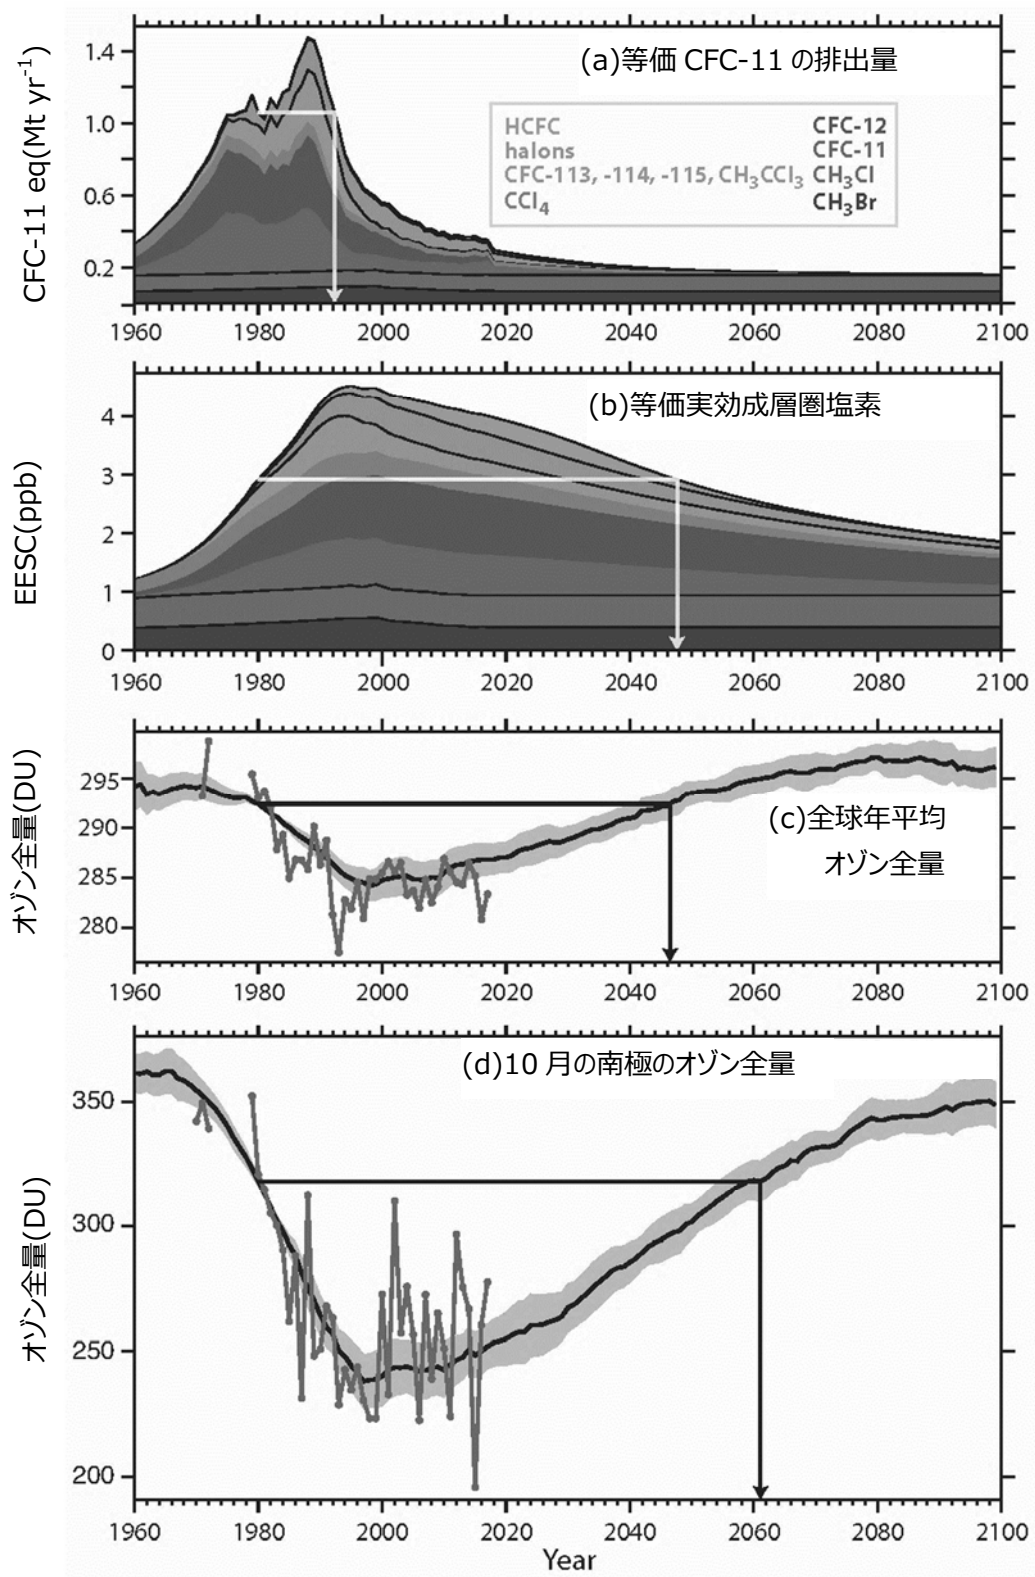 (a)等価 CFC-11 の排出量
CFC-11 eq(Mt yr-1)
1.4
1.0
0.6
0.2
HCFC CFC-12
halons CFC-11
CFC-113, -114, -115, CH3CCl3 CH3Cl
CCl4 CH3Br
1960 1980 2000 2020 2040 2060 2080 2100
(b)等価実効成層圏塩素
EESC(ppb)
4
3
2
1
0
1960 1980 2000 2020 2040 2060 2080 2100
オゾン全量(DU)
295
290
285
280
(c)全球年平均
オゾン全量
1960 1980 2000 2020 2040 2060 2080 2100
(d)10 月の南極のオゾン全量
オゾン全量(DU)
350
300
250
200
1960 1980 2000 2020 2040 2060 2080 2100
Year